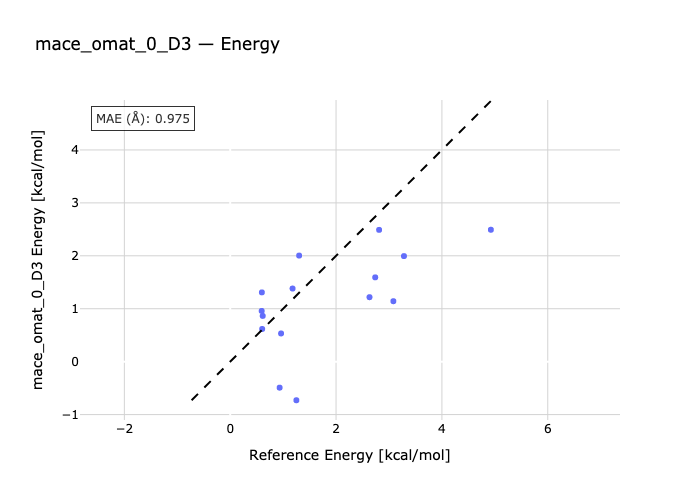 mace_omat_0_D3 — Energy
MAE (Å): 0.975
mace_omat_0_D3 Energy [kcal/mol]
4
3
2
1
0
−1
−2
0
2
4
6
Reference Energy [kcal/mol]